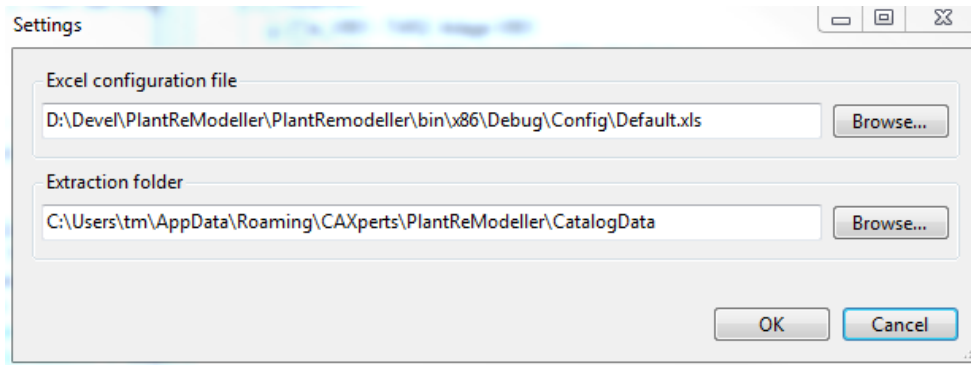 Settings
Excel configuration file
D:\Devel\PlantReModeller\PlantRemodeller\bin\x86\Debug\Config\Default.xls
Browse...
Extraction folder
C:\Users\tm\AppData\Roaming\CAXperts\PlantReModeller\CatalogData
Browse...
OK
Cancel